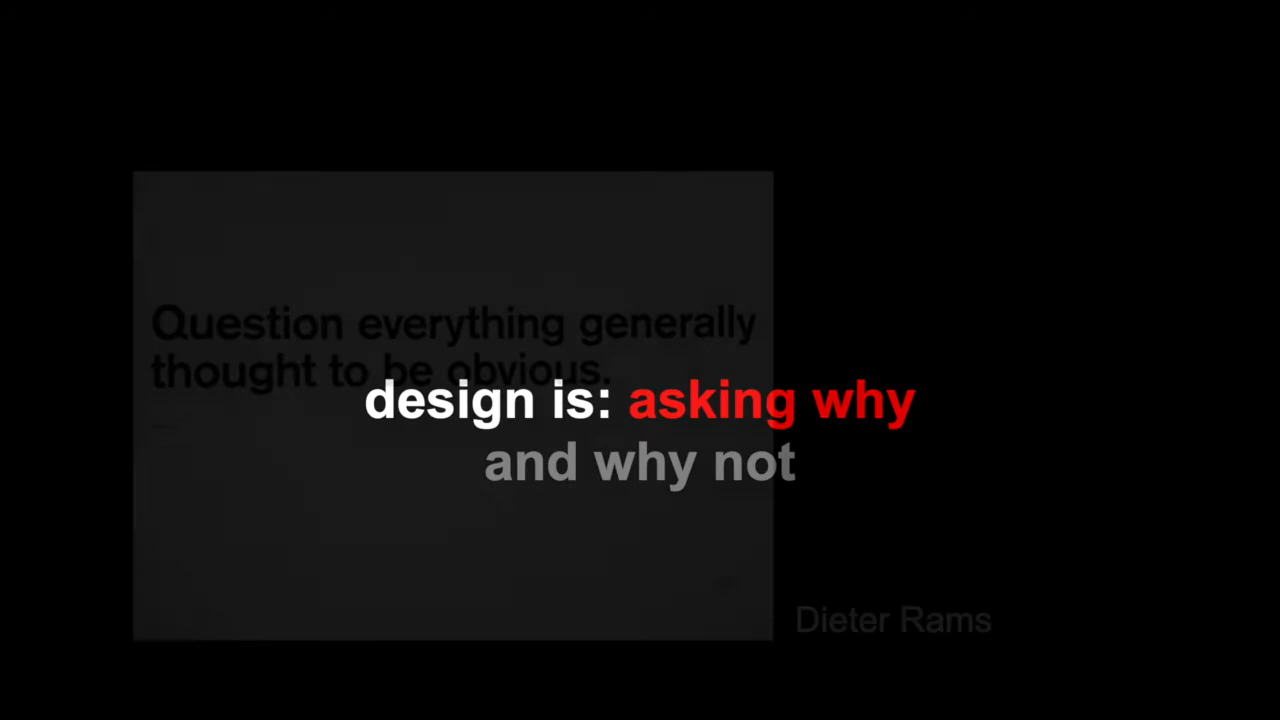 Question everything generally
thought to be obvious.
design is: asking why
and why not
Dieter Rams